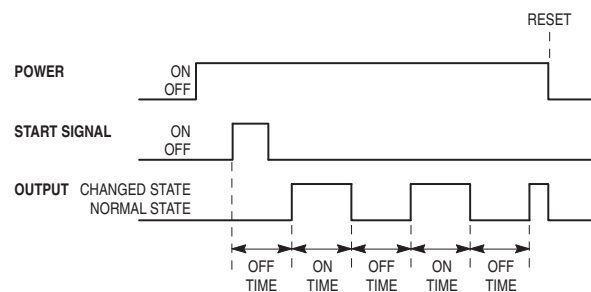 RESET
POWER ON
OFF
START SIGNAL ON
OFF
OUTPUT CHANGED STATE
NORMAL STATE
OFF TIME
ON TIME
OFF TIME
ON TIME
OFF TIME